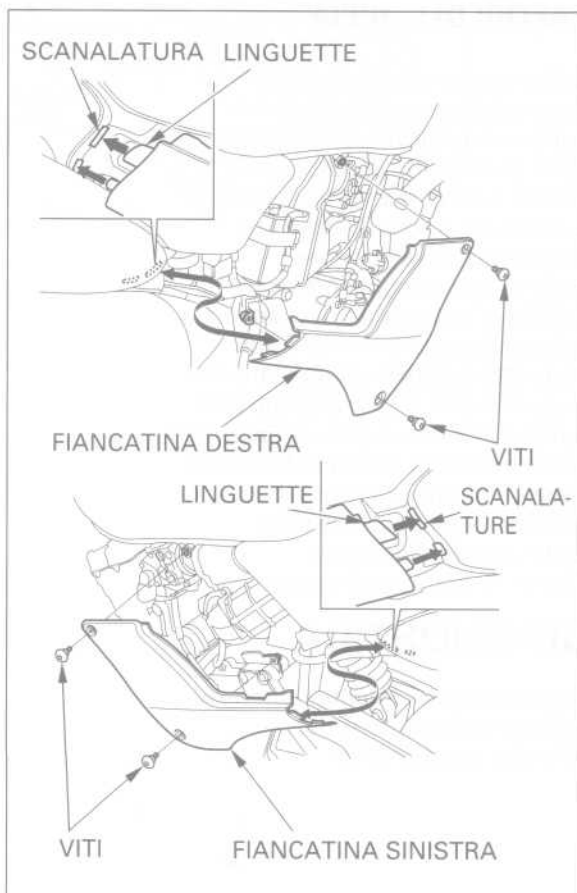 SCANALATURA LINGUETTE
FIANCATINA DESTRA
VITI
LINGUETTE
SCANALA-
TURE
VITI
FIANCATINA SINISTRA